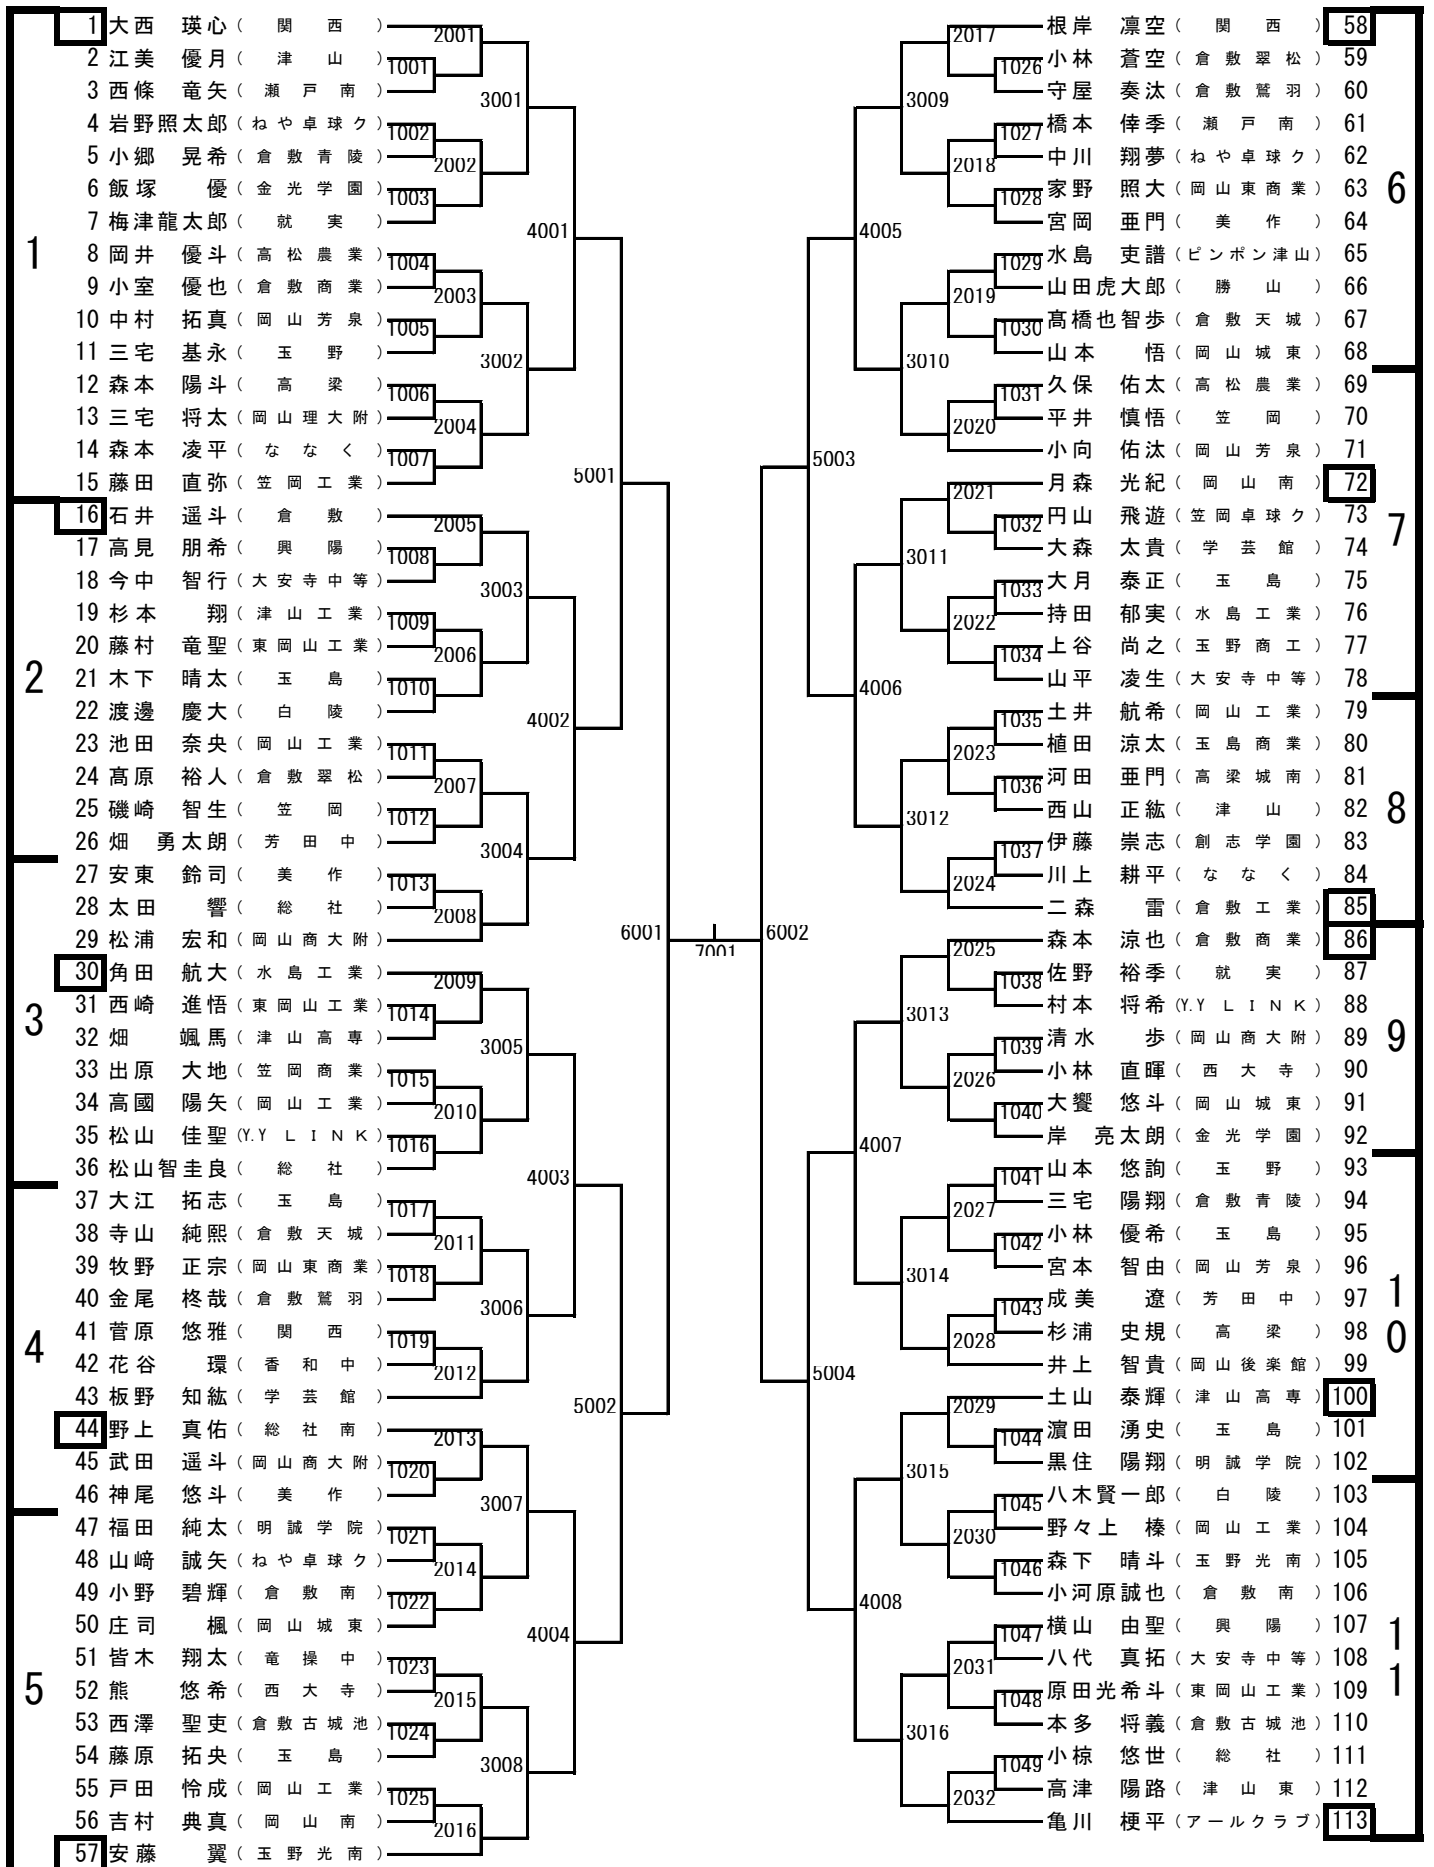 1 大西 瑛心 ( 関 西 )
2 江美 優月 ( 津 山 )
3 西條 竜矢 ( 瀬 戸 南 )
4 岩野照太郎 ( ねや卓球ク )
5 小郷 晃希 ( 倉敷青陵 )
6 飯塚 優 ( 金光学園 )
7 梅津龍太郎 ( 就 実 )
8 岡井 優斗 ( 高松農業 )
9 小室 優也 ( 倉敷商業 )
10 中村 拓真 ( 岡山芳泉 )
11 三宅 基永 ( 玉 野 )
12 森本 陽斗 ( 高 梁 )
13 三宅 将太 ( 岡山理大附 )
14 森本 凌平 ( な な く )
15 藤田 直弥 ( 笠岡工業 )
16 石井 遥斗 ( 倉 敷 )
17 高見 朋希 ( 興 陽 )
18 今中 智行 ( 大安寺中等 )
19 杉本 翔 ( 津山工業 )
20 藤村 竜聖 ( 東岡山工業 )
21 木下 晴太 ( 玉 島 )
22 渡邊 慶大 ( 白 陵 )
23 池田 奈央 ( 岡山工業 )
24 髙原 裕人 ( 倉敷翠松 )
25 磯崎 智生 ( 笠 岡 )
26 畑 勇太朗 ( 芳 田 中 )
27 安東 鈴司 ( 美 作 )
28 太田 響 ( 総 社 )
29 松浦 宏和 ( 岡山商大附 )
30 角田 航大 ( 水島工業 )
31 西崎 進悟 ( 東岡山工業 )
32 畑 颯馬 ( 津山高専 )
33 出原 大地 ( 笠岡商業 )
34 高國 陽矢 ( 岡山工業 )
35 松山 佳聖 (Y.Y LINK)
36 松山智圭良 ( 総 社 )
37 大江 拓志 ( 玉 島 )
38 寺山 純熙 ( 倉敷天城 )
39 牧野 正宗 ( 岡山東商業 )
40 金尾 柊哉 ( 倉敷鷲羽 )
41 菅原 悠雅 ( 関 西 )
42 花谷 環 ( 香 和 中 )
43 板野 知紘 ( 学 芸 館 )
44 野上 真佑 ( 総 社 南 )
45 武田 遥斗 ( 岡山商大附 )
46 神尾 悠斗 ( 美 作 )
47 福田 純太 ( 明誠学院 )
48 山﨑 誠矢 ( ねや卓球ク )
49 小野 碧輝 ( 倉 敷 南 )
50 庄司 楓 ( 岡山城東 )
51 皆木 翔太 ( 竜 操 中 )
52 熊 悠希 ( 西 大 寺 )
53 西澤 聖吏 ( 倉敷古城池 )
54 藤原 拓央 ( 玉 島 )
55 戸田 怜成 ( 岡山工業 )
56 吉村 典真 ( 岡 山 南 )
57 安藤 翼 ( 玉野光南 )
1
2
3
4
5
1001
1002
1003
1004
1005
1006
1007
1008
1009
1010
1011
1012
1013
1014
1015
1016
1017
1018
1019
1020
1021
1022
1023
1024
1025
2001
2002
2003
2004
2005
2006
2007
2008
2009
2010
2011
2012
2013
2014
2015
2016
3001
3002
3003
3004
3005
3006
3007
3008
4001
4002
4003
4004
5001
5002
6001
7001
6002
5003
5004
4005
4006
4007
4008
3009
3010
3011
3012
3013
3014
3015
3016
2017
2018
2019
2020
2021
2022
2023
2024
2025
2026
2027
2028
2029
2030
2031
2032
1026
1027
1028
1029
1030
1031
1032
1033
1034
1035
1036
1037
1038
1039
1040
1041
1042
1043
1044
1045
1046
1047
1048
1049
根岸 凛空 ( 関 西 ) 58
小林 蒼空 ( 倉敷翠松 ) 59
守屋 奏汰 ( 倉敷鷲羽 ) 60
橋本 倖季 ( 瀬 戸 南 ) 61
中川 翔夢 ( ねや卓球ク ) 62
家野 照大 ( 岡山東商業 ) 63
宮岡 亜門 ( 美 作 ) 64
水島 吏譜 ( ピンポン津山 ) 65
山田虎大郎 ( 勝 山 ) 66
髙橋也智歩 ( 倉敷天城 ) 67
山本 悟 ( 岡山城東 ) 68
久保 佑太 ( 高松農業 ) 69
平井 慎悟 ( 笠 岡 ) 70
小向 佑汰 ( 岡山芳泉 ) 71
月森 光紀 ( 岡 山 南 ) 72
円山 飛遊 ( 笠岡卓球ク ) 73
大森 太貴 ( 学 芸 館 ) 74
大月 泰正 ( 玉 島 ) 75
持田 郁実 ( 水島工業 ) 76
上谷 尚之 ( 玉野商工 ) 77
山平 凌生 ( 大安寺中等 ) 78
土井 航希 ( 岡山工業 ) 79
植田 涼太 ( 玉島商業 ) 80
河田 亜門 ( 高梁城南 ) 81
西山 正紘 ( 津 山 ) 82
伊藤 崇志 ( 創志学園 ) 83
川上 耕平 ( な な く ) 84
二森 雷 ( 倉敷工業 ) 85
森本 涼也 ( 倉敷商業 ) 86
佐野 裕季 ( 就 実 ) 87
村本 将希 (Y.Y LINK) 88
清水 歩 ( 岡山商大附 ) 89
小林 直暉 ( 西 大 寺 ) 90
大饗 悠斗 ( 岡山城東 ) 91
岸 亮太朗 ( 金光学園 ) 92
山本 悠詢 ( 玉 野 ) 93
三宅 陽翔 ( 倉敷青陵 ) 94
小林 優希 ( 玉 島 ) 95
宮本 智由 ( 岡山芳泉 ) 96
成美 遼 ( 芳 田 中 ) 97
杉浦 史規 ( 高 梁 ) 98
井上 智貴 ( 岡山後楽館 ) 99
土山 泰輝 ( 津山高専 ) 100
濵田 湧史 ( 玉 島 ) 101
黒住 陽翔 ( 明誠学院 ) 102
八木賢一郎 ( 白 陵 ) 103
野々上 榛 ( 岡山工業 ) 104
森下 晴斗 ( 玉野光南 ) 105
小河原誠也 ( 倉 敷 南 ) 106
横山 由聖 ( 興 陽 ) 107
八代 真拓 ( 大安寺中等 ) 108
原田光希斗 ( 東岡山工業 ) 109
本多 将義 ( 倉敷古城池 ) 110
小椋 悠世 ( 総 社 ) 111
高津 陽路 ( 津 山 東 ) 112
亀川 梗平 ( アールクラブ ) 113
6
7
8
9
10
11